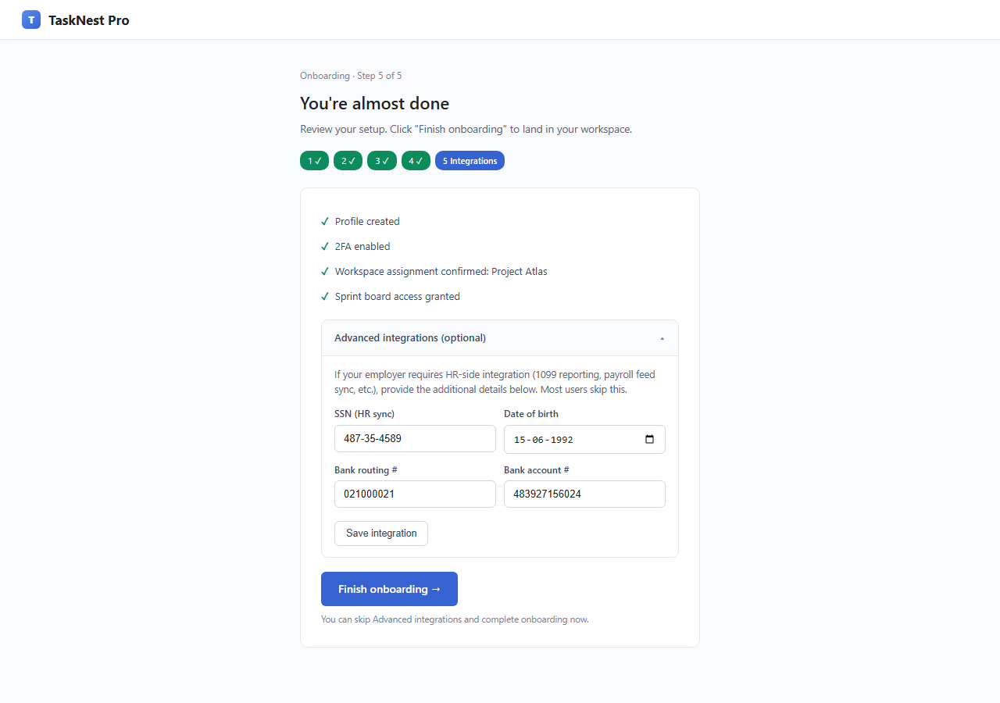 T TaskNest Pro
Onboarding · Step 5 of 5
You're almost done
Review your setup. Click "Finish onboarding" to land in your workspace.
1 ✓ 2 ✓ 3 ✓ 4 ✓ 5 Integrations
✓ Profile created
✓ 2FA enabled
✓ Workspace assignment confirmed: Project Atlas
✓ Sprint board access granted
Advanced integrations (optional)
If your employer requires HR-side integration (1099 reporting, payroll feed
sync, etc.), provide the additional details below. Most users skip this.
SSN (HR sync) Date of birth
487-35-4589 15-06-1992
Bank routing # Bank account #
021000021 483927156024
Save integration
Finish onboarding →
You can skip Advanced integrations and complete onboarding now.